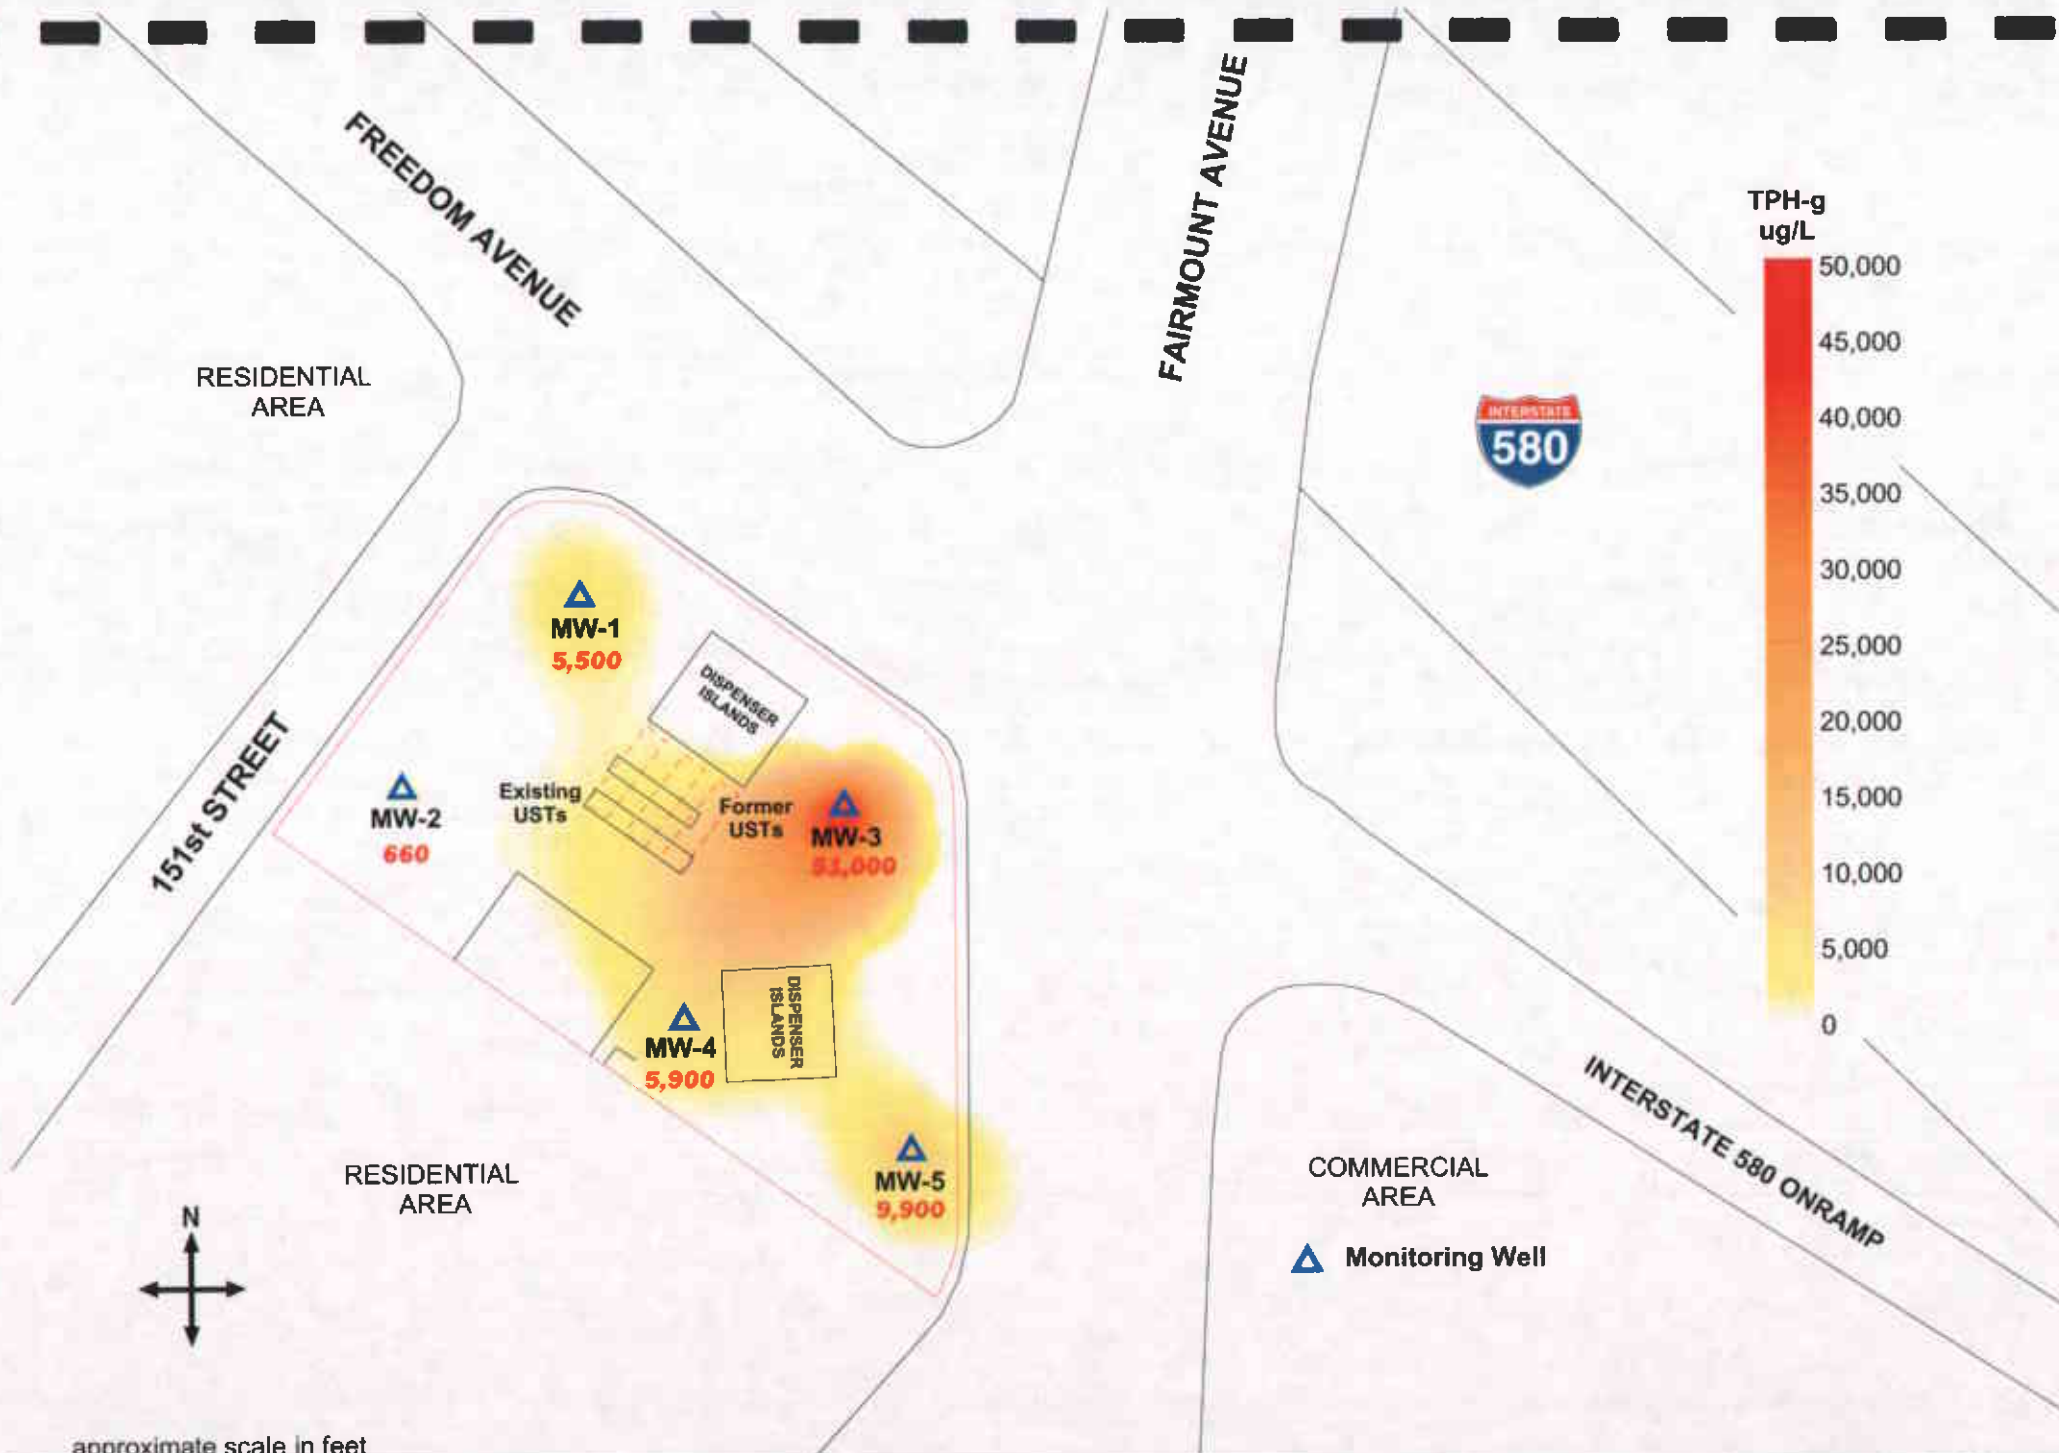 FREEDOM AVENUE
FAIRMOUNT AVENUE
TPH-g
ug/L
50,000
45,000
40,000
35,000
30,000
25,000
20,000
15,000
10,000
5,000
0
RESIDENTIAL
AREA
INTERSTATE
580
MW-1
5,500
DISPENSER
ISLANDS
151st STREET
MW-2
660
Existing
USTs
Former
USTs
MW-3
51,000
MW-4
5,900
DISPENSER
ISLANDS
MW-5
9,900
RESIDENTIAL
AREA
COMMERCIAL
AREA
INTERSTATE 580 ONRAMP
Monitoring Well
N
approximate scale in feet